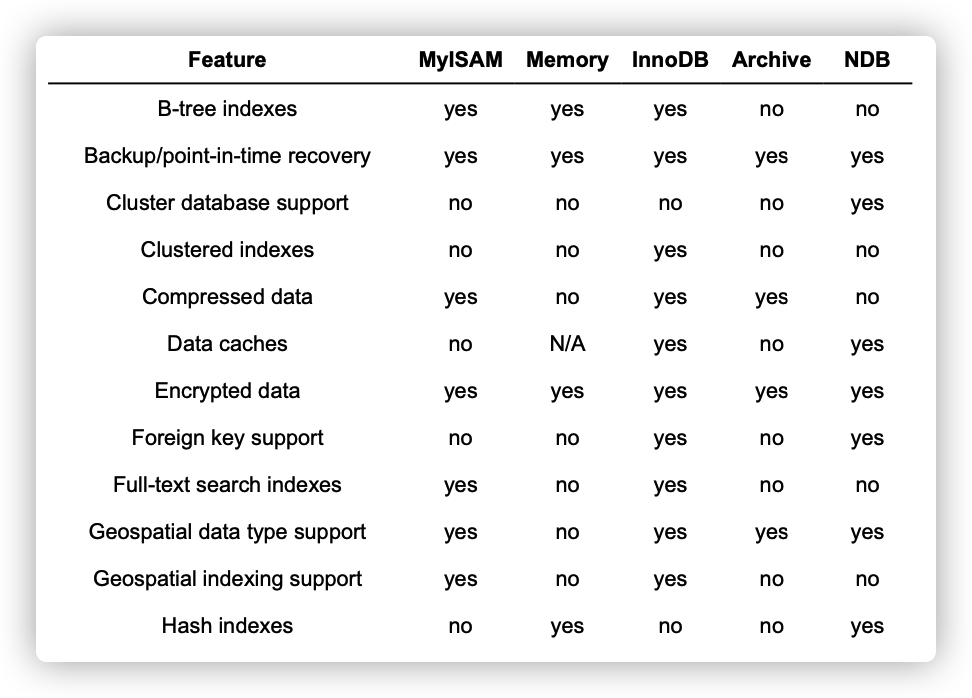 Feature MyISAM Memory InnoDB Archive NDB
B-tree indexes yes yes yes no no
Backup/point-in-time recovery yes yes yes yes yes
Cluster database support no no no no yes
Clustered indexes no no yes no no
Compressed data yes no yes yes no
Data caches no N/A yes no yes
Encrypted data yes yes yes yes yes
Foreign key support no no yes no yes
Full-text search indexes yes no yes no no
Geospatial data type support yes no yes yes yes
Geospatial indexing support yes no yes no no
Hash indexes no yes no no yes